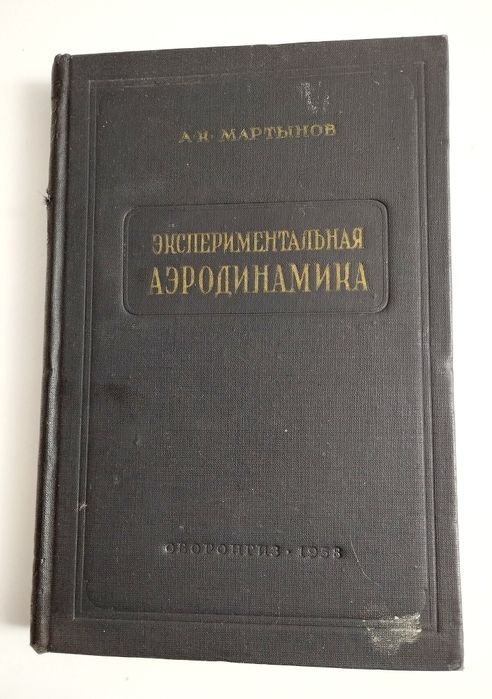 А·К· МАРТЫНОВ
ЭКСПЕРИМЕНТАЛЬНАЯ
АЭРОДИНАМИКА
ОБОРОНГИЗ · 1958